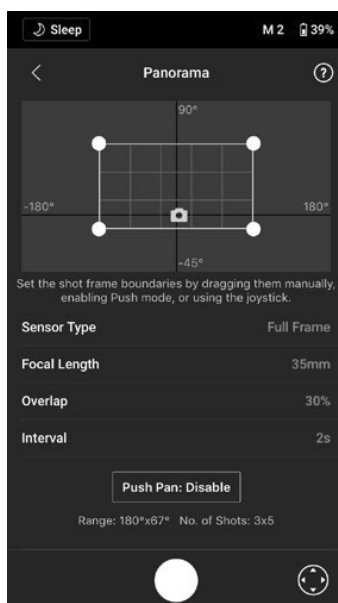 Sleep M 2 39%
Panorama ?
90°
-180° 180°
-45°
Set the shot frame boundaries by dragging them manually,
enabling Push mode, or using the joystick.
Sensor Type Full Frame
Focal Length 35mm
Overlap 30%
Interval 2s
Push Pan: Disable
Range: 180°x67° No. of Shots: 3x5